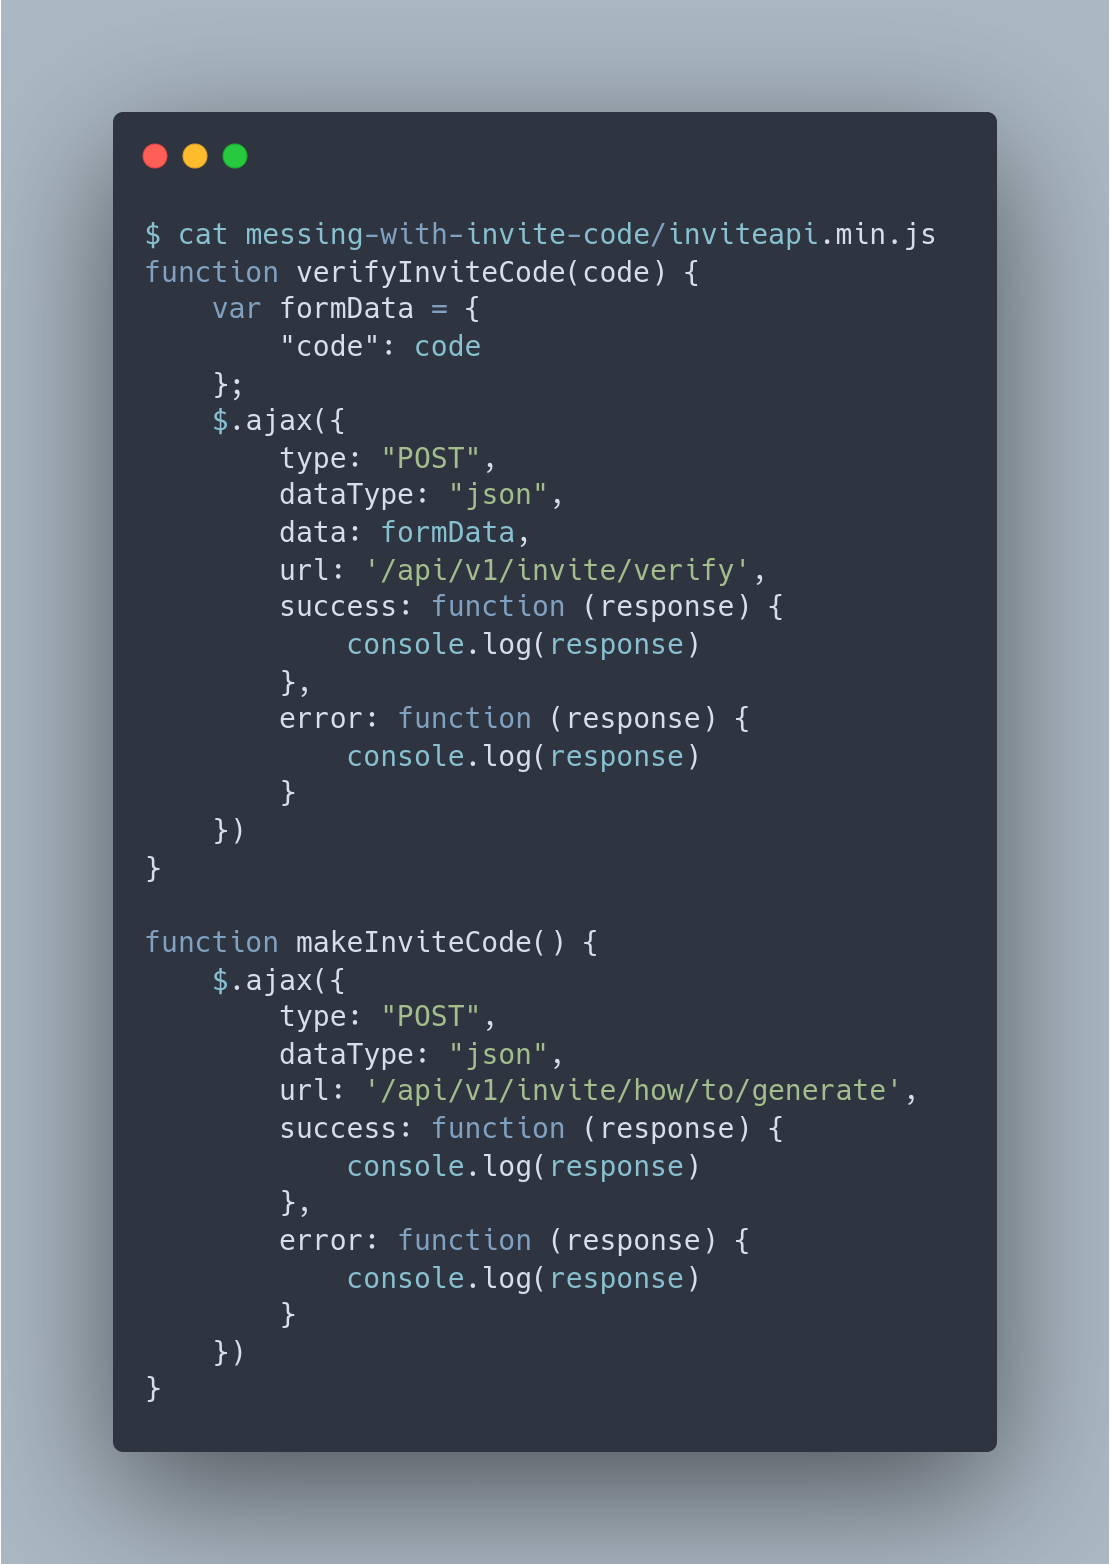 $ cat messing-with-invite-code/inviteapi.min.js
function verifyInviteCode(code) {
    var formData = {
        "code": code
    };
    $.ajax({
        type: "POST",
        dataType: "json",
        data: formData,
        url: '/api/v1/invite/verify',
        success: function (response) {
            console.log(response)
        },
        error: function (response) {
            console.log(response)
        }
    })
}

function makeInviteCode() {
    $.ajax({
        type: "POST",
        dataType: "json",
        url: '/api/v1/invite/how/to/generate',
        success: function (response) {
            console.log(response)
        },
        error: function (response) {
            console.log(response)
        }
    })
}